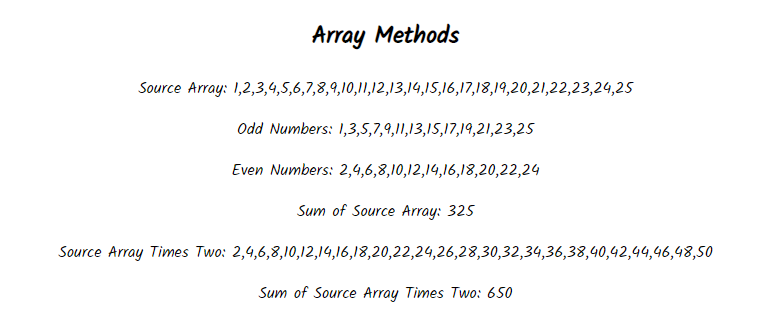 Array Methods
Source Array: 1,2,3,4,5,6,7,8,9,10,11,12,13,14,15,16,17,18,19,20,21,22,23,24,25
Odd Numbers: 1,3,5,7,9,11,13,15,17,19,21,23,25
Even Numbers: 2,4,6,8,10,12,14,16,18,20,22,24
Sum of Source Array: 325
Source Array Times Two: 2,4,6,8,10,12,14,16,18,20,22,24,26,28,30,32,34,36,38,40,42,44,46,48,50
Sum of Source Array Times Two: 650